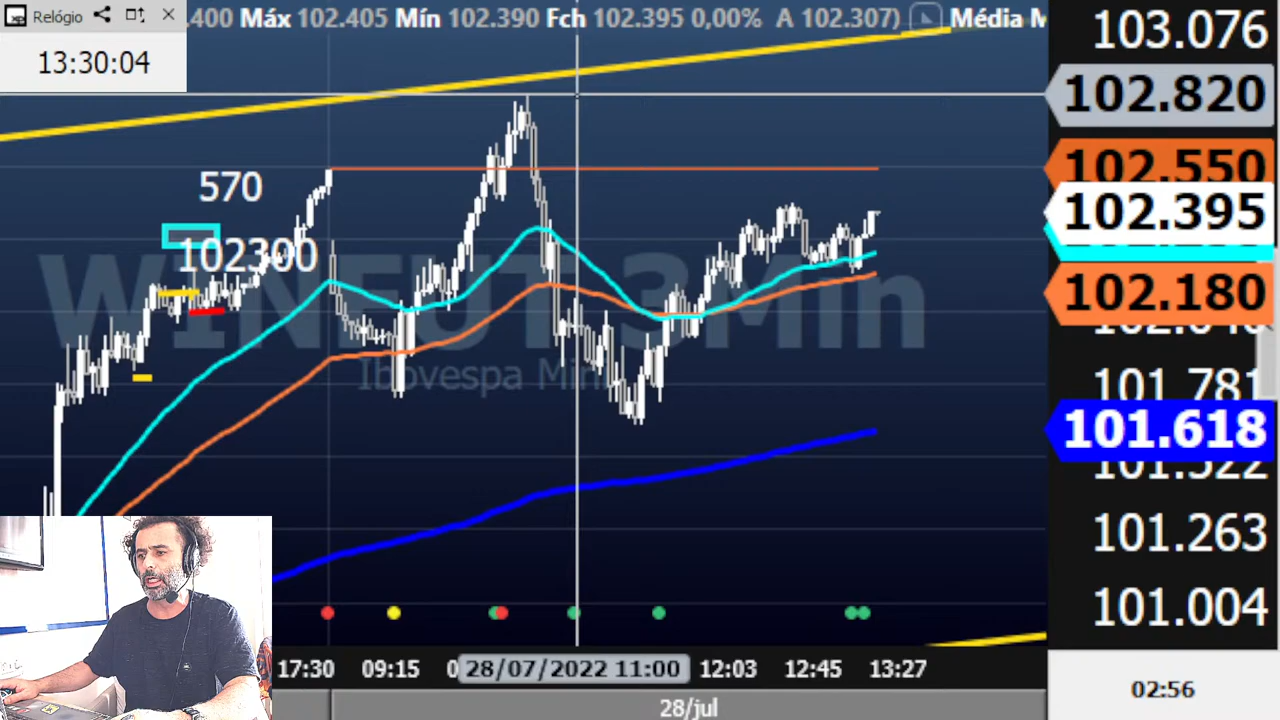 Relógio
.400 Máx 102.405 Mín 102.390 Fch 102.395 0,00% A 102.307) Média M
13:30:04
103.076
102.820
102.550
102.395
102.180
101.781
101.618
101.522
101.263
101.004
570
102300
WINFUT 3Min
Ibovespa Mini
17:30 09:15 0 28/07/2022 11:00 12:03 12:45 13:27
28/jul
02:56